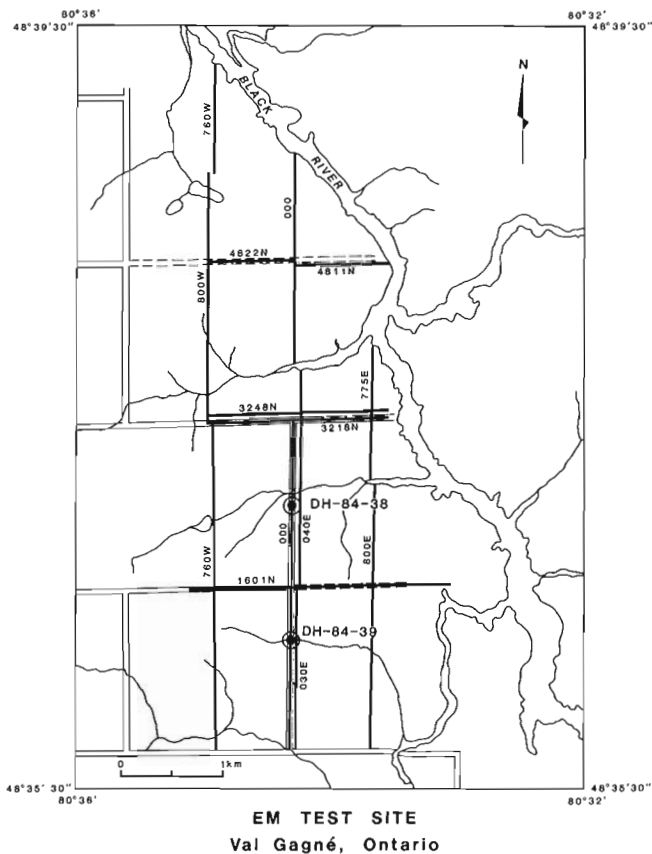 80°36'
80°32'
48°39'30"
48°39'30"
N
BLACK
RIVER
760W
000
4822N
4811N
800W
775E
3248N
3218N
DH-84-38
000
040E
760W
800E
1601N
DH-84-39
030E
0
1km
48°35'30"
48°35'30"
80°36'
80°32'
EM TEST SITE
Val Gagné, Ontario